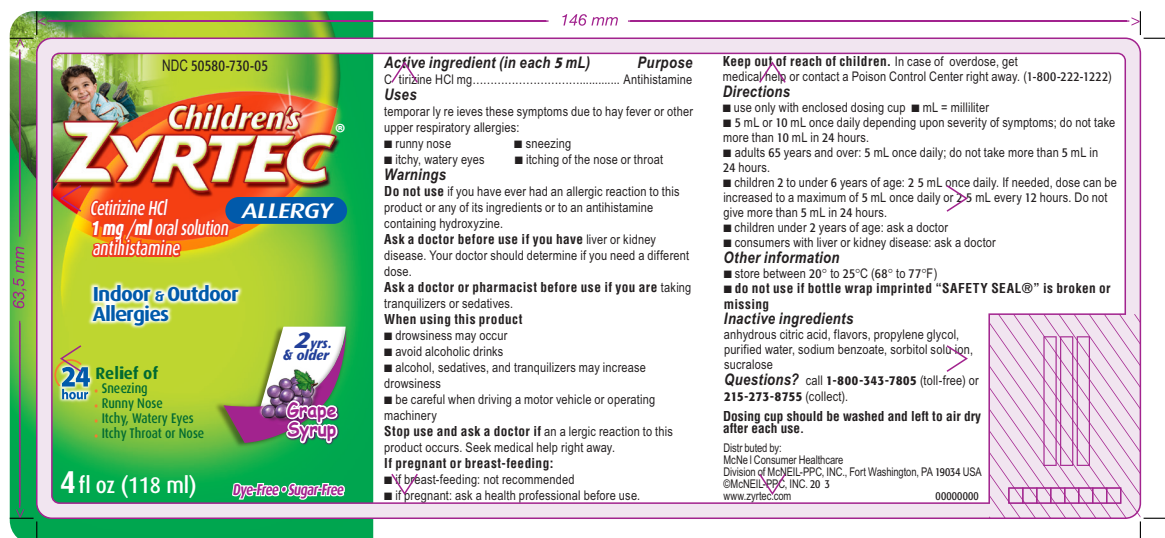 146 mm
63,5 mm
NDC 50580-730-05
Children's
ZYRTEC®
Cetirizine HCl
1 mg /ml oral solution
antihistamine
ALLERGY
Indoor & Outdoor
Allergies
2 yrs.
& older
24
hour
Relief of
• Sneezing
• Runny Nose
• Itchy, Watery Eyes
• Itchy Throat or Nose
Grape
Syrup
4 fl oz (118 ml)
Dye-Free • Sugar-Free
Active ingredient (in each 5 mL) Purpose
C tirizine HCl mg……………………………........... Antihistamine
Uses
temporar ly re ieves these symptoms due to hay fever or other
upper respiratory allergies:
■ runny nose ■ sneezing
■ itchy, watery eyes ■ itching of the nose or throat
Warnings
Do not use if you have ever had an allergic reaction to this
product or any of its ingredients or to an antihistamine
containing hydroxyzine.
Ask a doctor before use if you have liver or kidney
disease. Your doctor should determine if you need a different
dose.
Ask a doctor or pharmacist before use if you are taking
tranquilizers or sedatives.
When using this product
■ drowsiness may occur
■ avoid alcoholic drinks
■ alcohol, sedatives, and tranquilizers may increase
drowsiness
■ be careful when driving a motor vehicle or operating
machinery
Stop use and ask a doctor if an a lergic reaction to this
product occurs. Seek medical help right away.
If pregnant or breast-feeding:
■ if breast-feeding: not recommended
■ if pregnant: ask a health professional before use.
Keep out of reach of children. In case of overdose, get
medical help or contact a Poison Control Center right away. (1-800-222-1222)
Directions
■ use only with enclosed dosing cup ■ mL = milliliter
■ 5 mL or 10 mL once daily depending upon severity of symptoms; do not take
more than 10 mL in 24 hours.
■ adults 65 years and over: 5 mL once daily; do not take more than 5 mL in
24 hours.
■ children 2 to under 6 years of age: 2 5 mL once daily. If needed, dose can be
increased to a maximum of 5 mL once daily or 2.5 mL every 12 hours. Do not
give more than 5 mL in 24 hours.
■ children under 2 years of age: ask a doctor
■ consumers with liver or kidney disease: ask a doctor
Other information
■ store between 20° to 25°C (68° to 77°F)
■ do not use if bottle wrap imprinted “SAFETY SEAL®” is broken or
missing
Inactive ingredients
anhydrous citric acid, flavors, propylene glycol,
purified water, sodium benzoate, sorbitol solu ion,
sucralose
Questions? call 1-800-343-7805 (toll-free) or
215-273-8755 (collect).
Dosing cup should be washed and left to air dry
after each use.
Distr buted by:
McNe l Consumer Healthcare
Division of McNEIL-PPC, INC., Fort Washington, PA 19034 USA
©McNEIL-PPC, INC. 20 3
www.zyrtec.com 00000000